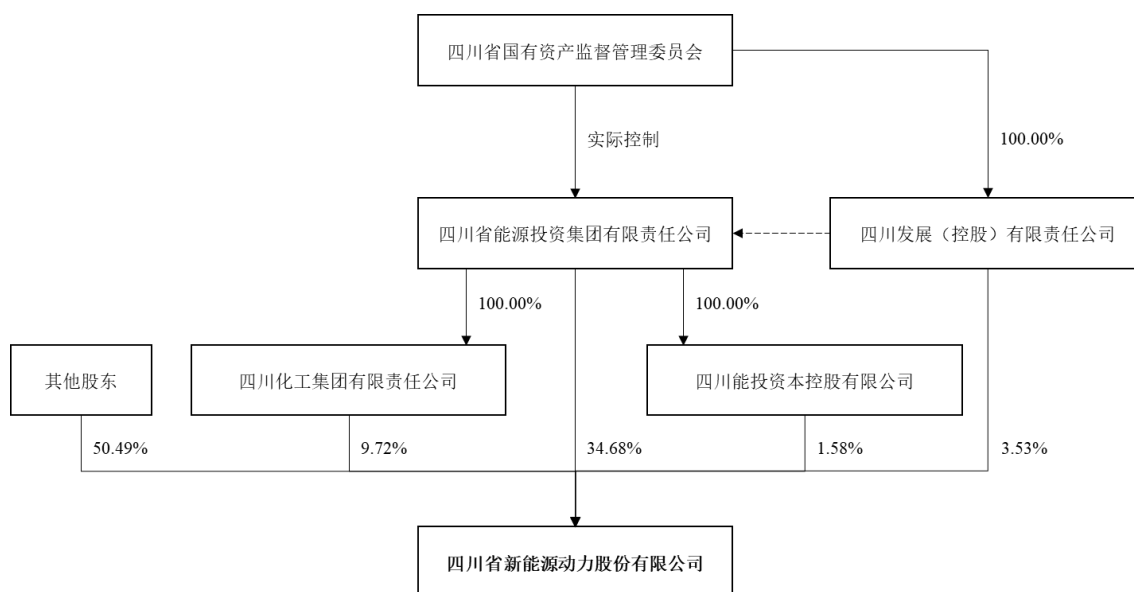 四川省国有资产监督管理委员会
实际控制
100.00%
四川省能源投资集团有限责任公司
四川发展（控股）有限责任公司
100.00%
100.00%
其他股东
四川化工集团有限责任公司
四川能投资本控股有限公司
50.49%
9.72%
34.68%
1.58%
3.53%
四川省新能源动力股份有限公司